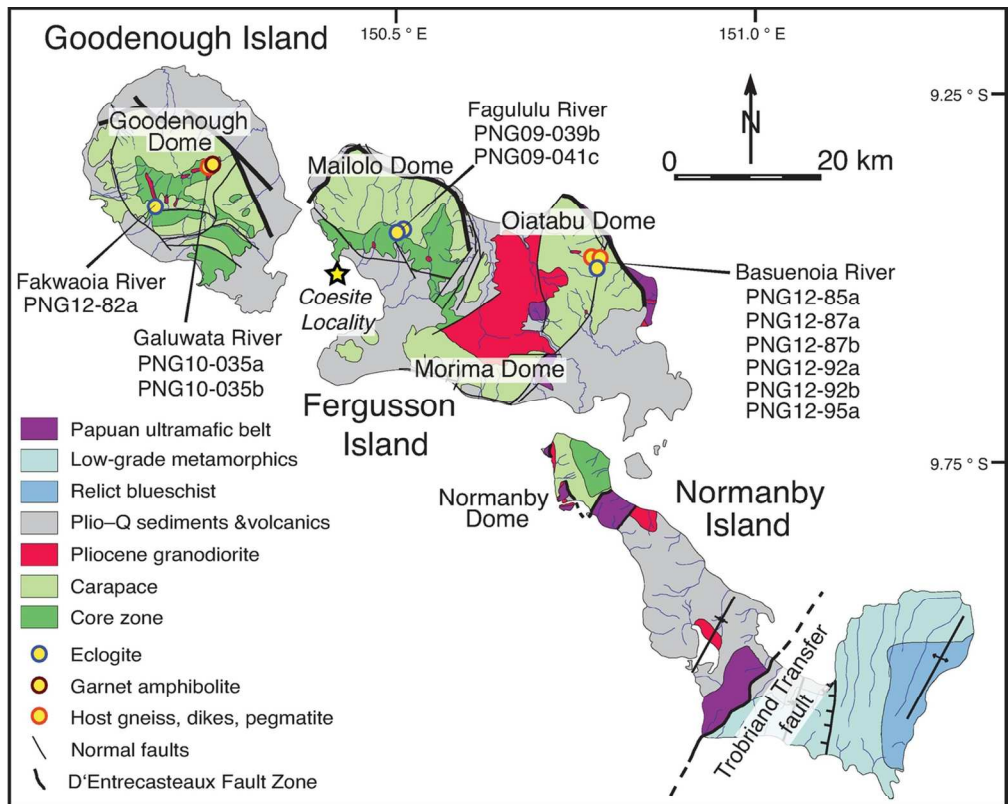 Goodenough Island
150.5 ° E
151.0 ° E
9.25 ° S
N
0 20 km
Goodenough
Dome
Mailolo Dome
Fagululu River
PNG09-039b
PNG09-041c
Oiatabu Dome
Fakwaoia River
PNG12-82a
Coesite
Locality
Galuwata River
PNG10-035a
PNG10-035b
Basuenoia River
PNG12-85a
PNG12-87a
PNG12-87b
PNG12-92a
PNG12-92b
PNG12-95a
Morima Dome
Fergusson
Island
9.75 ° S
Normanby
Dome
Normanby
Island
Trobriand Transfer
fault
Papuan ultramafic belt
Low-grade metamorphics
Relict blueschist
Plio–Q sediments &volcanics
Pliocene granodiorite
Carapace
Core zone
Eclogite
Garnet amphibolite
Host gneiss, dikes, pegmatite
Normal faults
D'Entrecasteaux Fault Zone